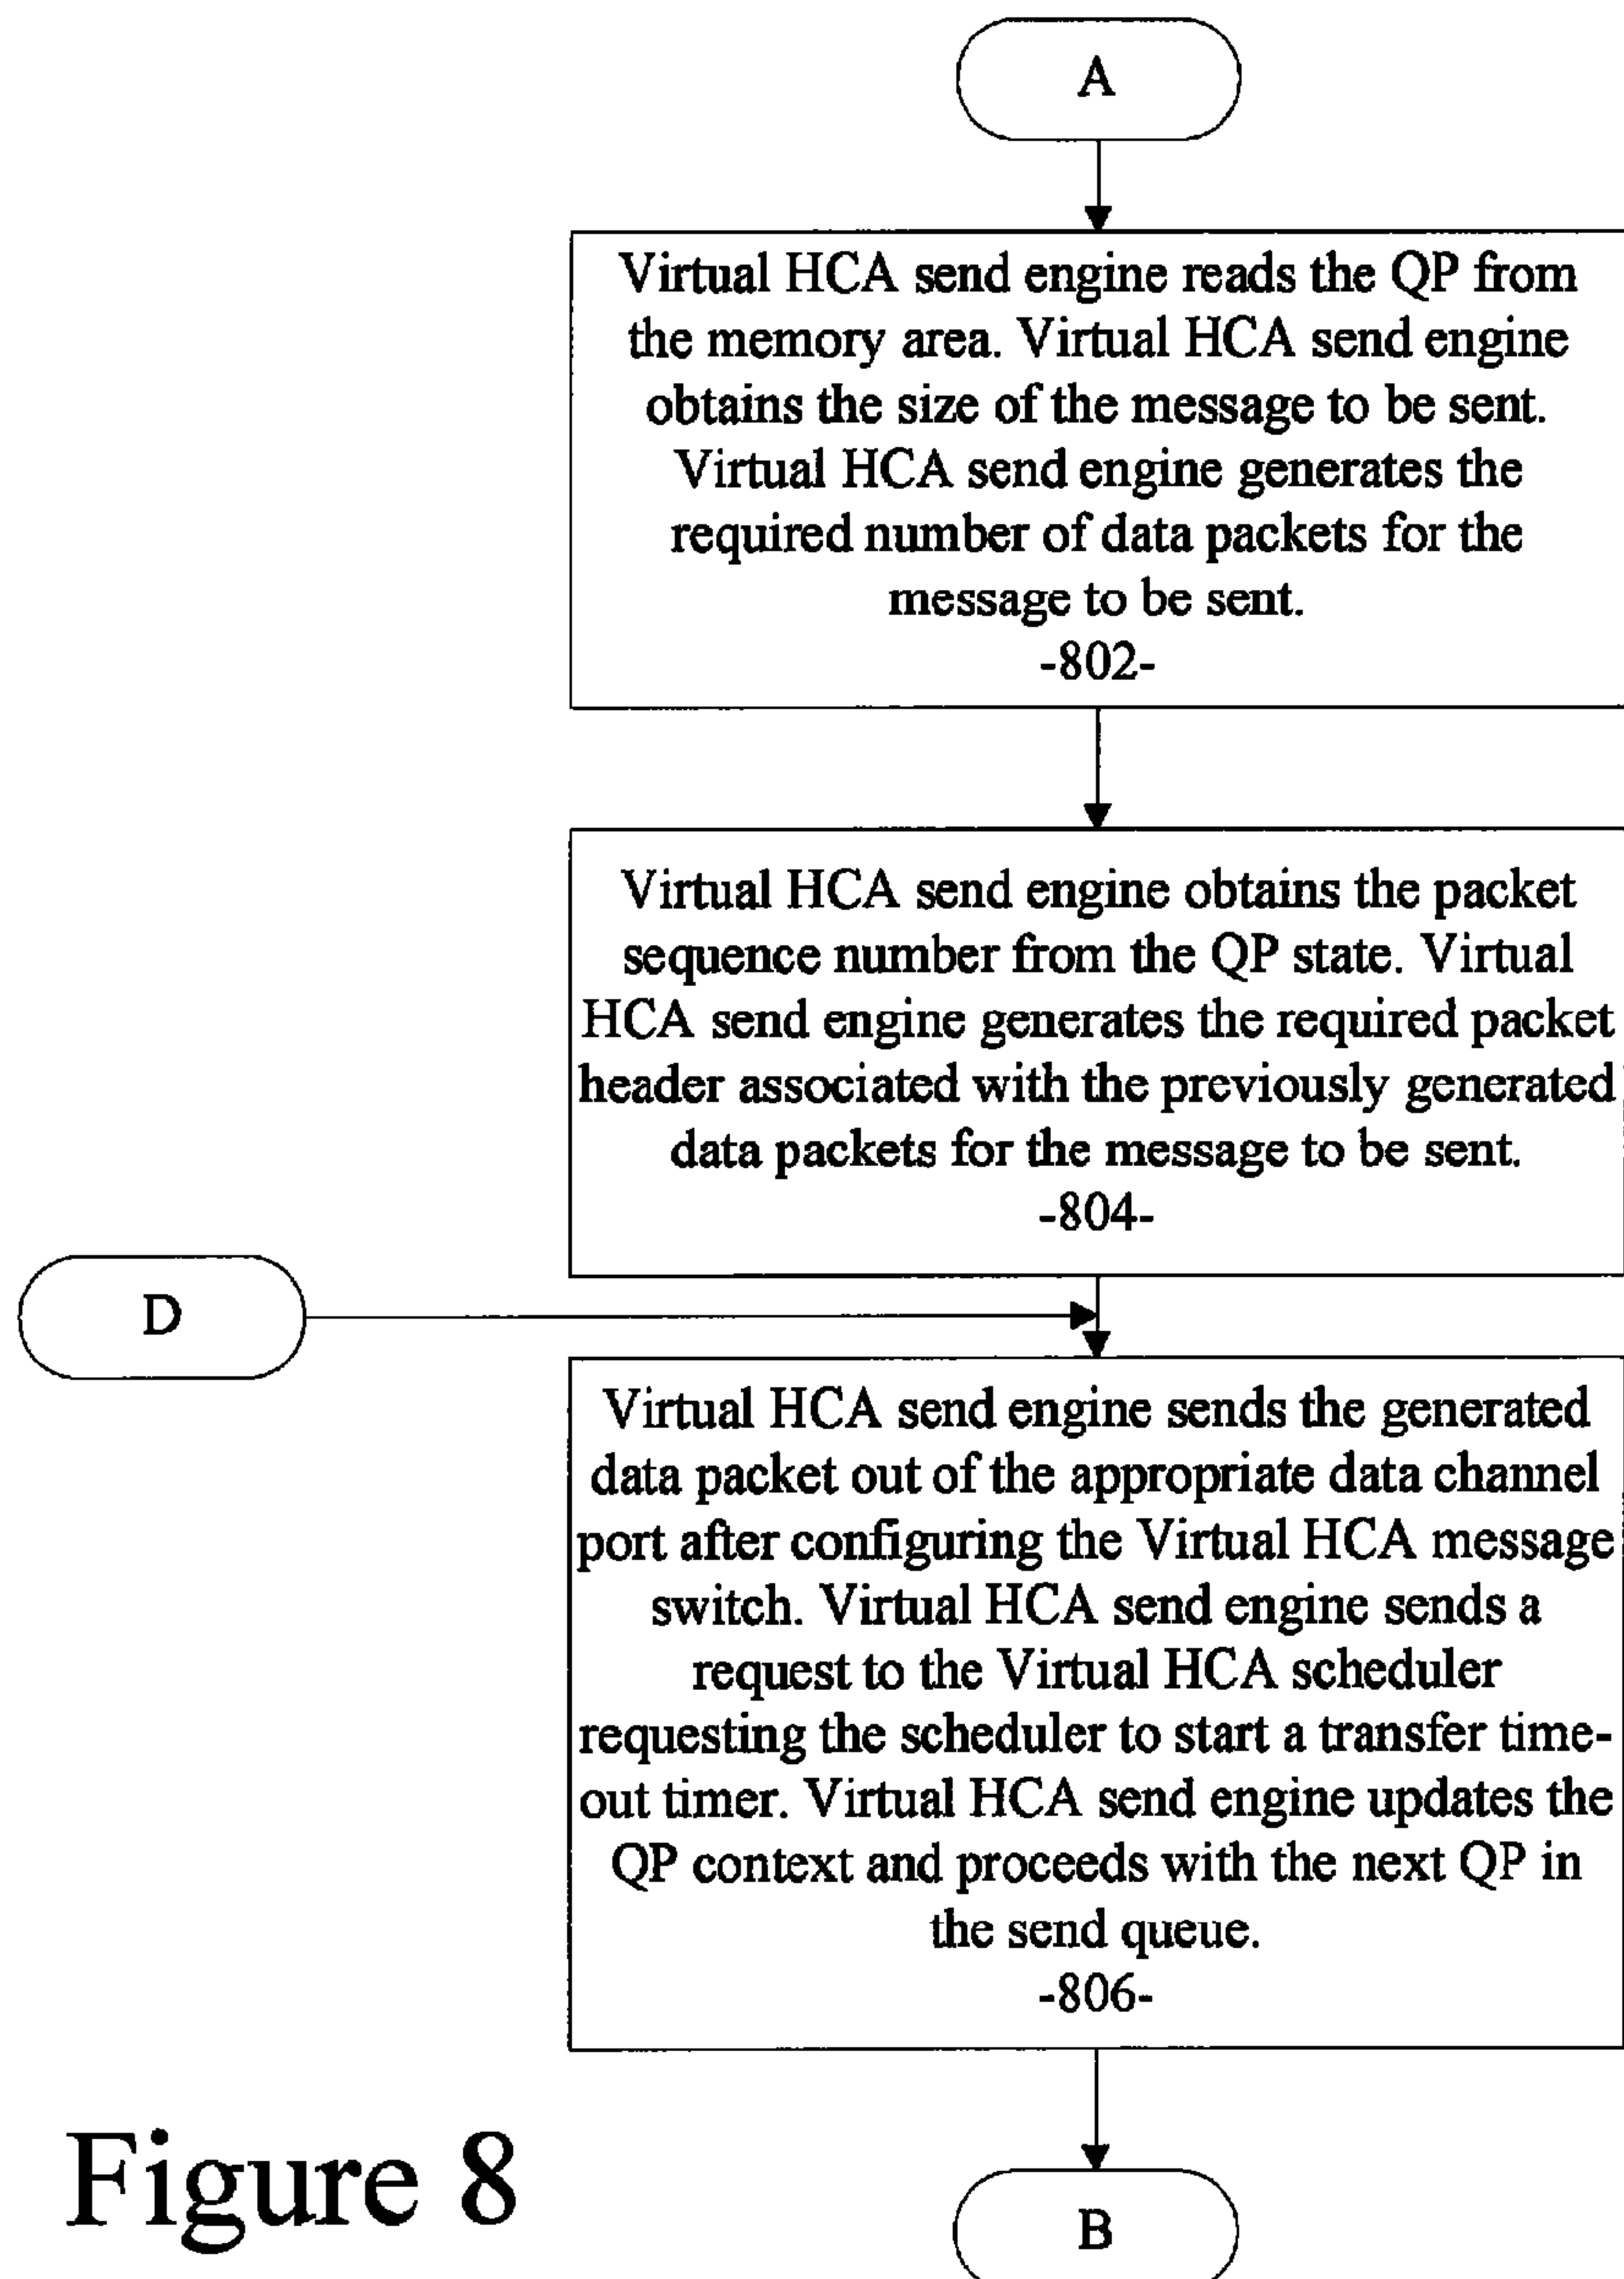 A
Virtual HCA send engine reads the QP from
the memory area. Virtual HCA send engine
obtains the size of the message to be sent.
Virtual HCA send engine generates the
required number of data packets for the
message to be sent.
-802-
Virtual HCA send engine obtains the packet
sequence number from the QP state. Virtual
HCA send engine generates the required packet
header associated with the previously generated
data packets for the message to be sent.
-804-
D
Virtual HCA send engine sends the generated
data packet out of the appropriate data channel
port after configuring the Virtual HCA message
switch. Virtual HCA send engine sends a
request to the Virtual HCA scheduler
requesting the scheduler to start a transfer time-
out timer. Virtual HCA send engine updates the
QP context and proceeds with the next QP in
the send queue.
-806-
Figure 8
B